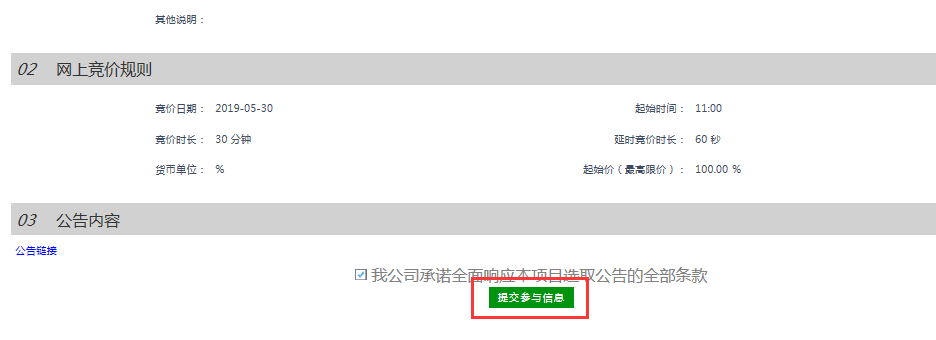 其他说明：
02 网上竞价规则
竞价日期： 2019-05-30 起始时间： 11:00
竞价时长： 30 分钟 延时竞价时长： 60 秒
货币单位： % 起始价（最高限价）： 100.00 %
03 公告内容
公告链接
我公司承诺全面响应本项目选取公告的全部条款
提交参与信息